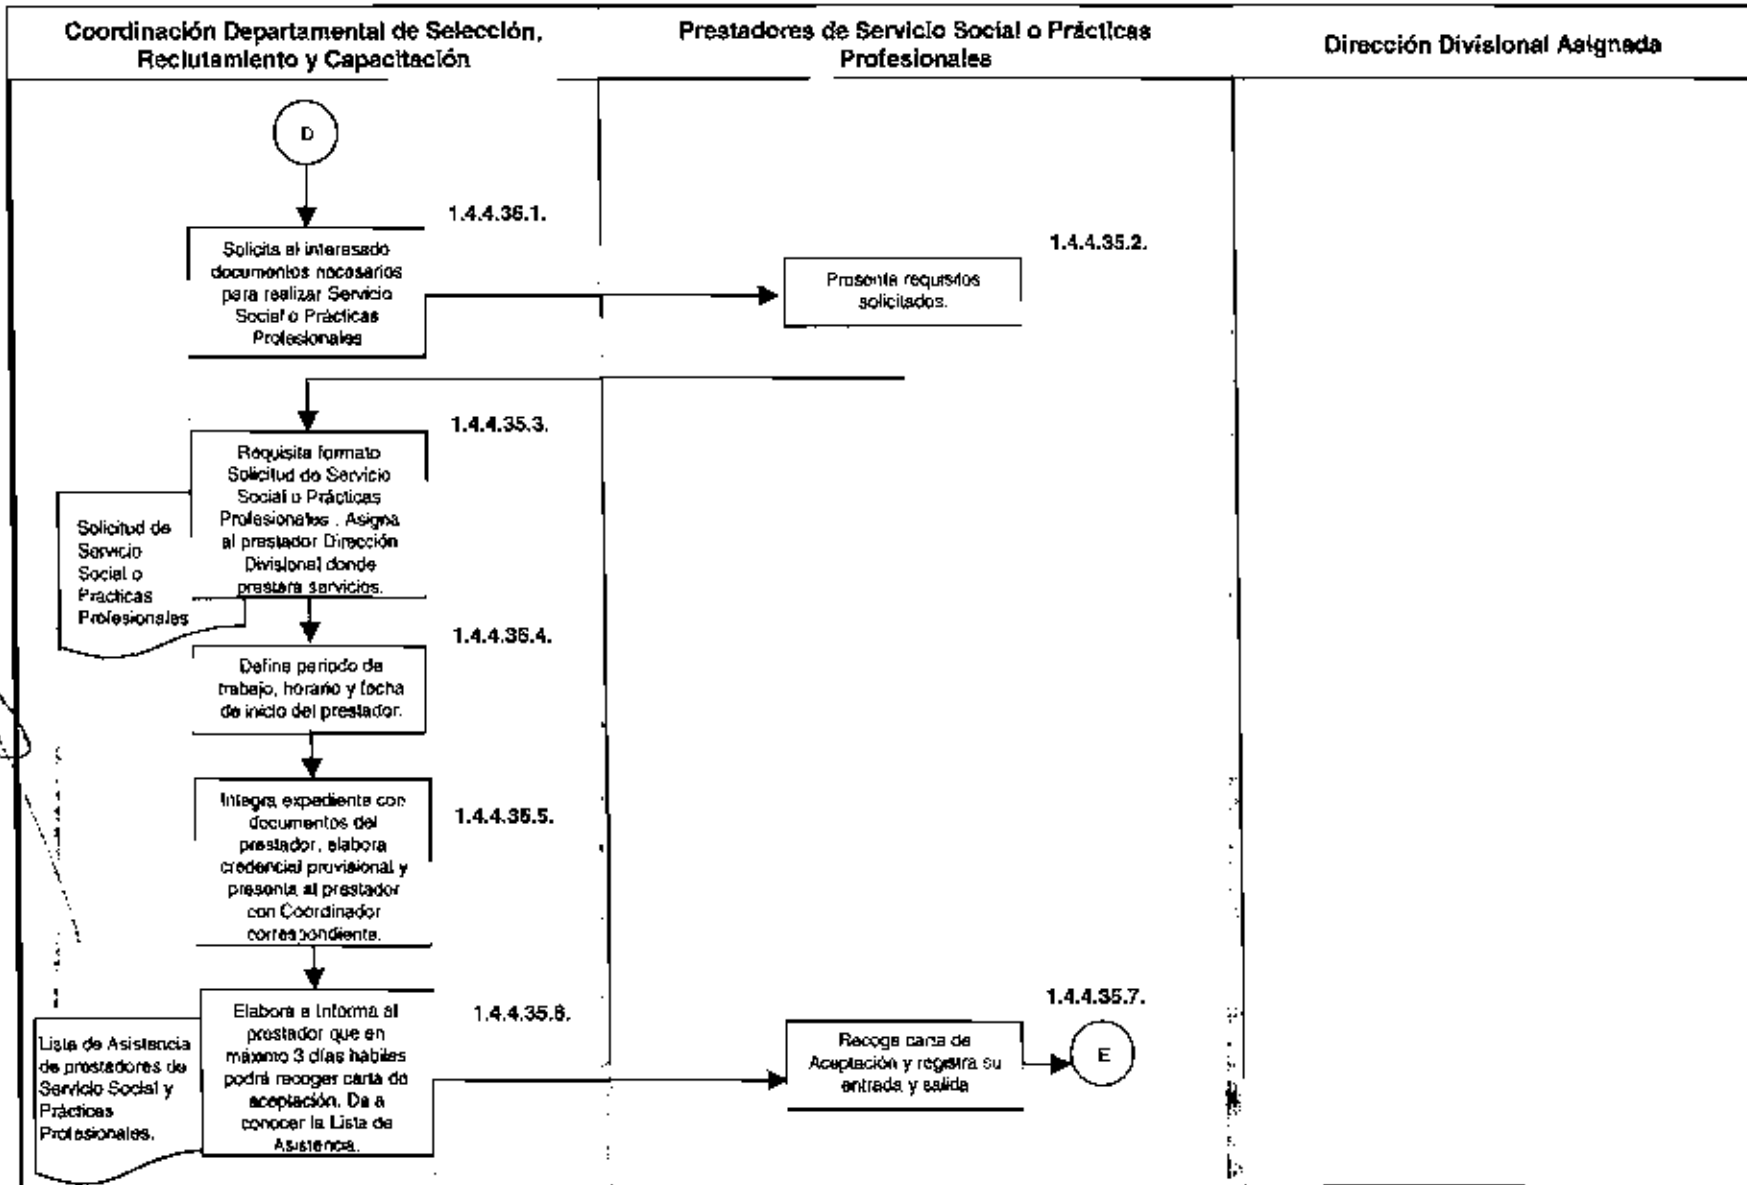 Coordinación Departamental de Selección,
Reclutamiento y Capacitación
Prestadores de Servicio Social o Prácticas
Profesionales
Dirección Divisional Asignada
D
1.4.4.35.1.
Solicita al interesado
documentos necesarios
para realizar Servicio
Social o Prácticas
Profesionales
1.4.4.35.2.
Presenta requisitos
solicitados.
1.4.4.35.3.
Requisita formato
Solicitud de Servicio
Social o Prácticas
Profesionales . Asigna
al prestador Dirección
Divisional donde
prestara servicios.
Solicitud de
Servicio
Social o
Practicas
Profesionales
1.4.4.35.4.
Define periodo de
trabajo, horario y fecha
de inicio del prestador.
1.4.4.35.5.
Integra expediente con
documentos del
prestador, elabora
credencial provisional y
presenta al prestador
con Coordinador
correspondiente.
1.4.4.35.6.
Elabora e informa al
prestador que en
máximo 3 días hábiles
podrá recoger carta de
aceptación. Da a
conocer la Lista de
Asistencia.
Lista de Asistencia
de prestadores de
Servicio Social y
Prácticas
Profesionales.
1.4.4.35.7.
Recoge carta de
Aceptación y registra su
entrada y salida
E